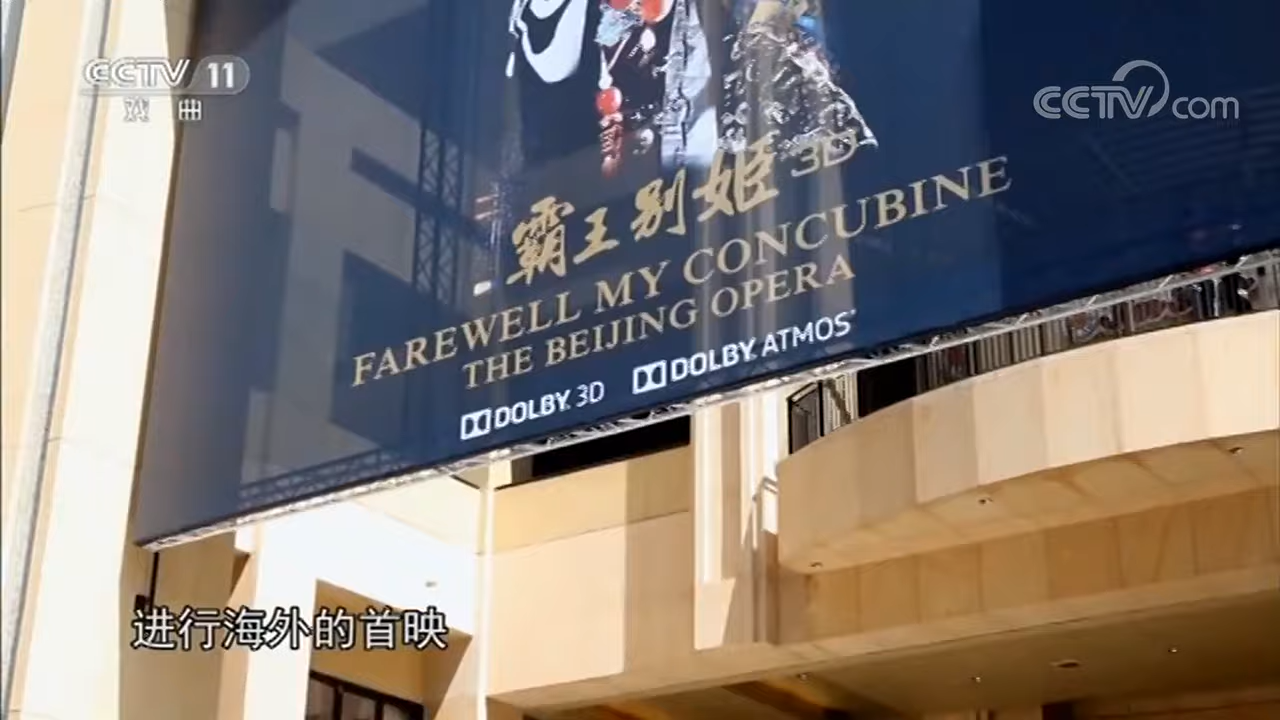 CCTV 11
戏曲
CCTV.com
霸王别姬 3D
FAREWELL MY CONCUBINE
THE BEIJING OPERA
DOLBY 3D
DOLBY ATMOS
进行海外的首映